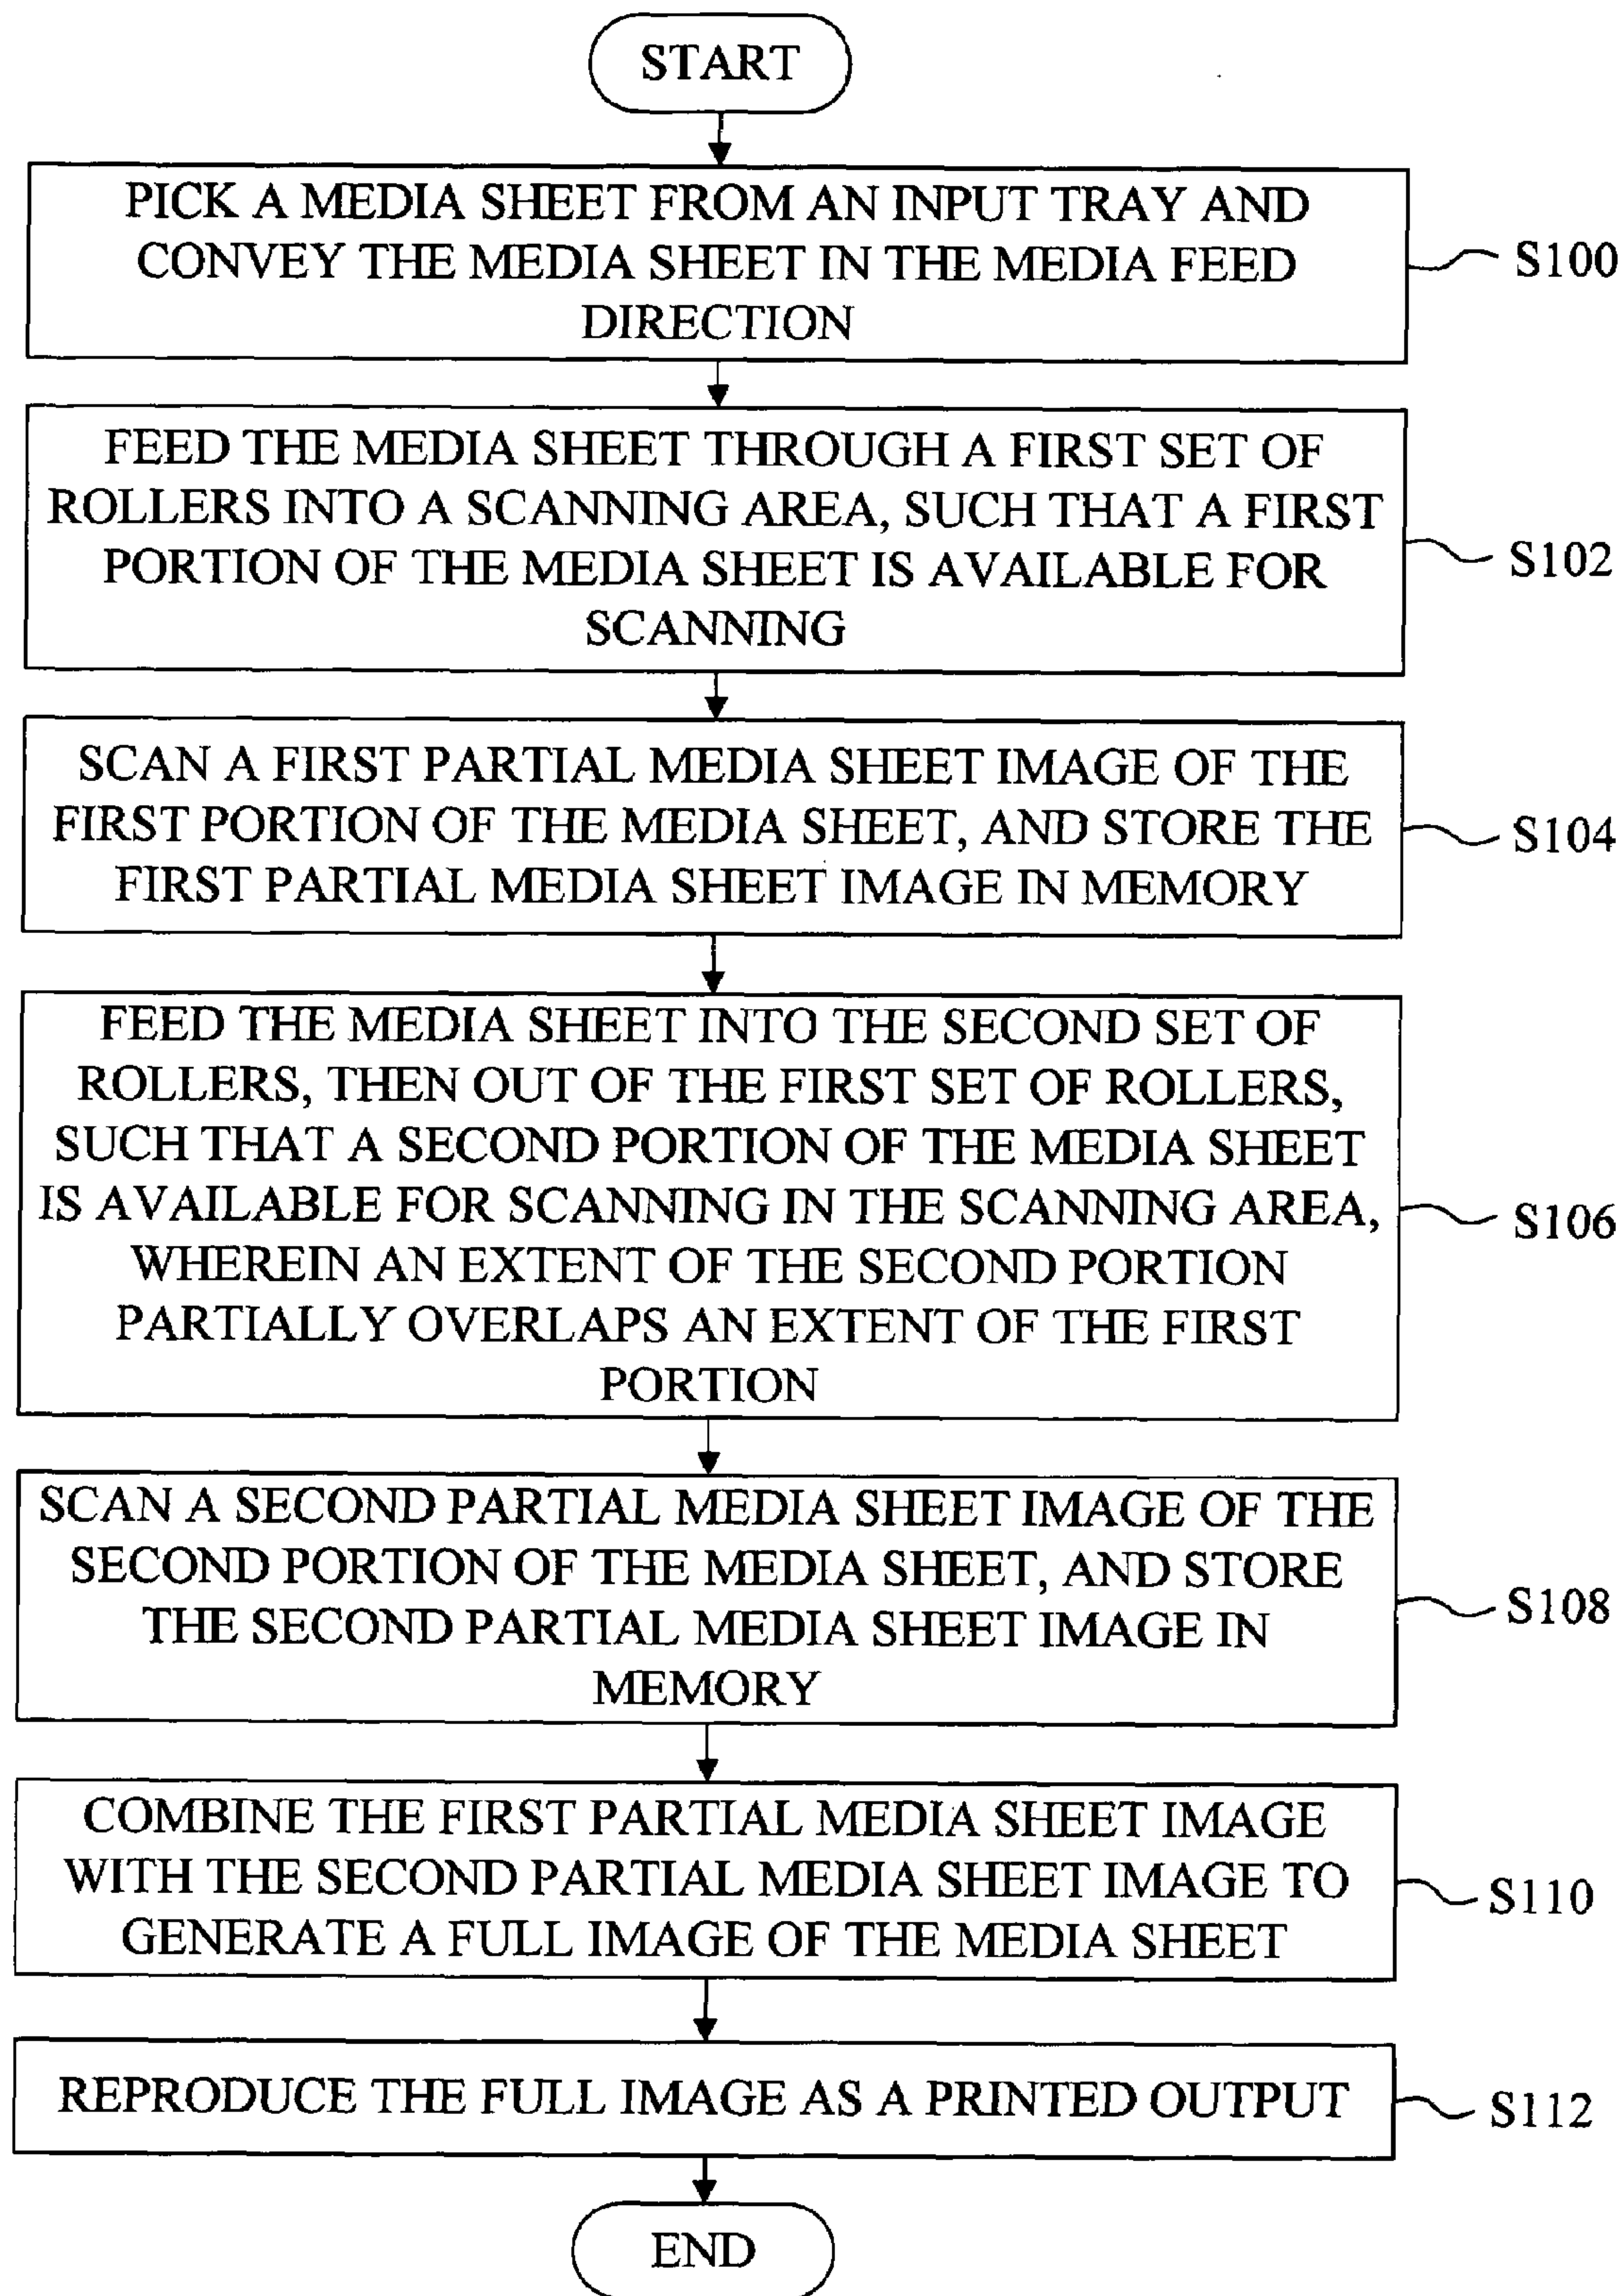 START
PICK A MEDIA SHEET FROM AN INPUT TRAY AND
CONVEY THE MEDIA SHEET IN THE MEDIA FEED
DIRECTION
S100
FEED THE MEDIA SHEET THROUGH A FIRST SET OF
ROLLERS INTO A SCANNING AREA, SUCH THAT A FIRST
PORTION OF THE MEDIA SHEET IS AVAILABLE FOR
SCANNING
S102
SCAN A FIRST PARTIAL MEDIA SHEET IMAGE OF THE
FIRST PORTION OF THE MEDIA SHEET, AND STORE THE
FIRST PARTIAL MEDIA SHEET IMAGE IN MEMORY
S104
FEED THE MEDIA SHEET INTO THE SECOND SET OF
ROLLERS, THEN OUT OF THE FIRST SET OF ROLLERS,
SUCH THAT A SECOND PORTION OF THE MEDIA SHEET
IS AVAILABLE FOR SCANNING IN THE SCANNING AREA,
WHEREIN AN EXTENT OF THE SECOND PORTION
PARTIALLY OVERLAPS AN EXTENT OF THE FIRST
PORTION
S106
SCAN A SECOND PARTIAL MEDIA SHEET IMAGE OF THE
SECOND PORTION OF THE MEDIA SHEET, AND STORE
THE SECOND PARTIAL MEDIA SHEET IMAGE IN
MEMORY
S108
COMBINE THE FIRST PARTIAL MEDIA SHEET IMAGE
WITH THE SECOND PARTIAL MEDIA SHEET IMAGE TO
GENERATE A FULL IMAGE OF THE MEDIA SHEET
S110
REPRODUCE THE FULL IMAGE AS A PRINTED OUTPUT
S112
END